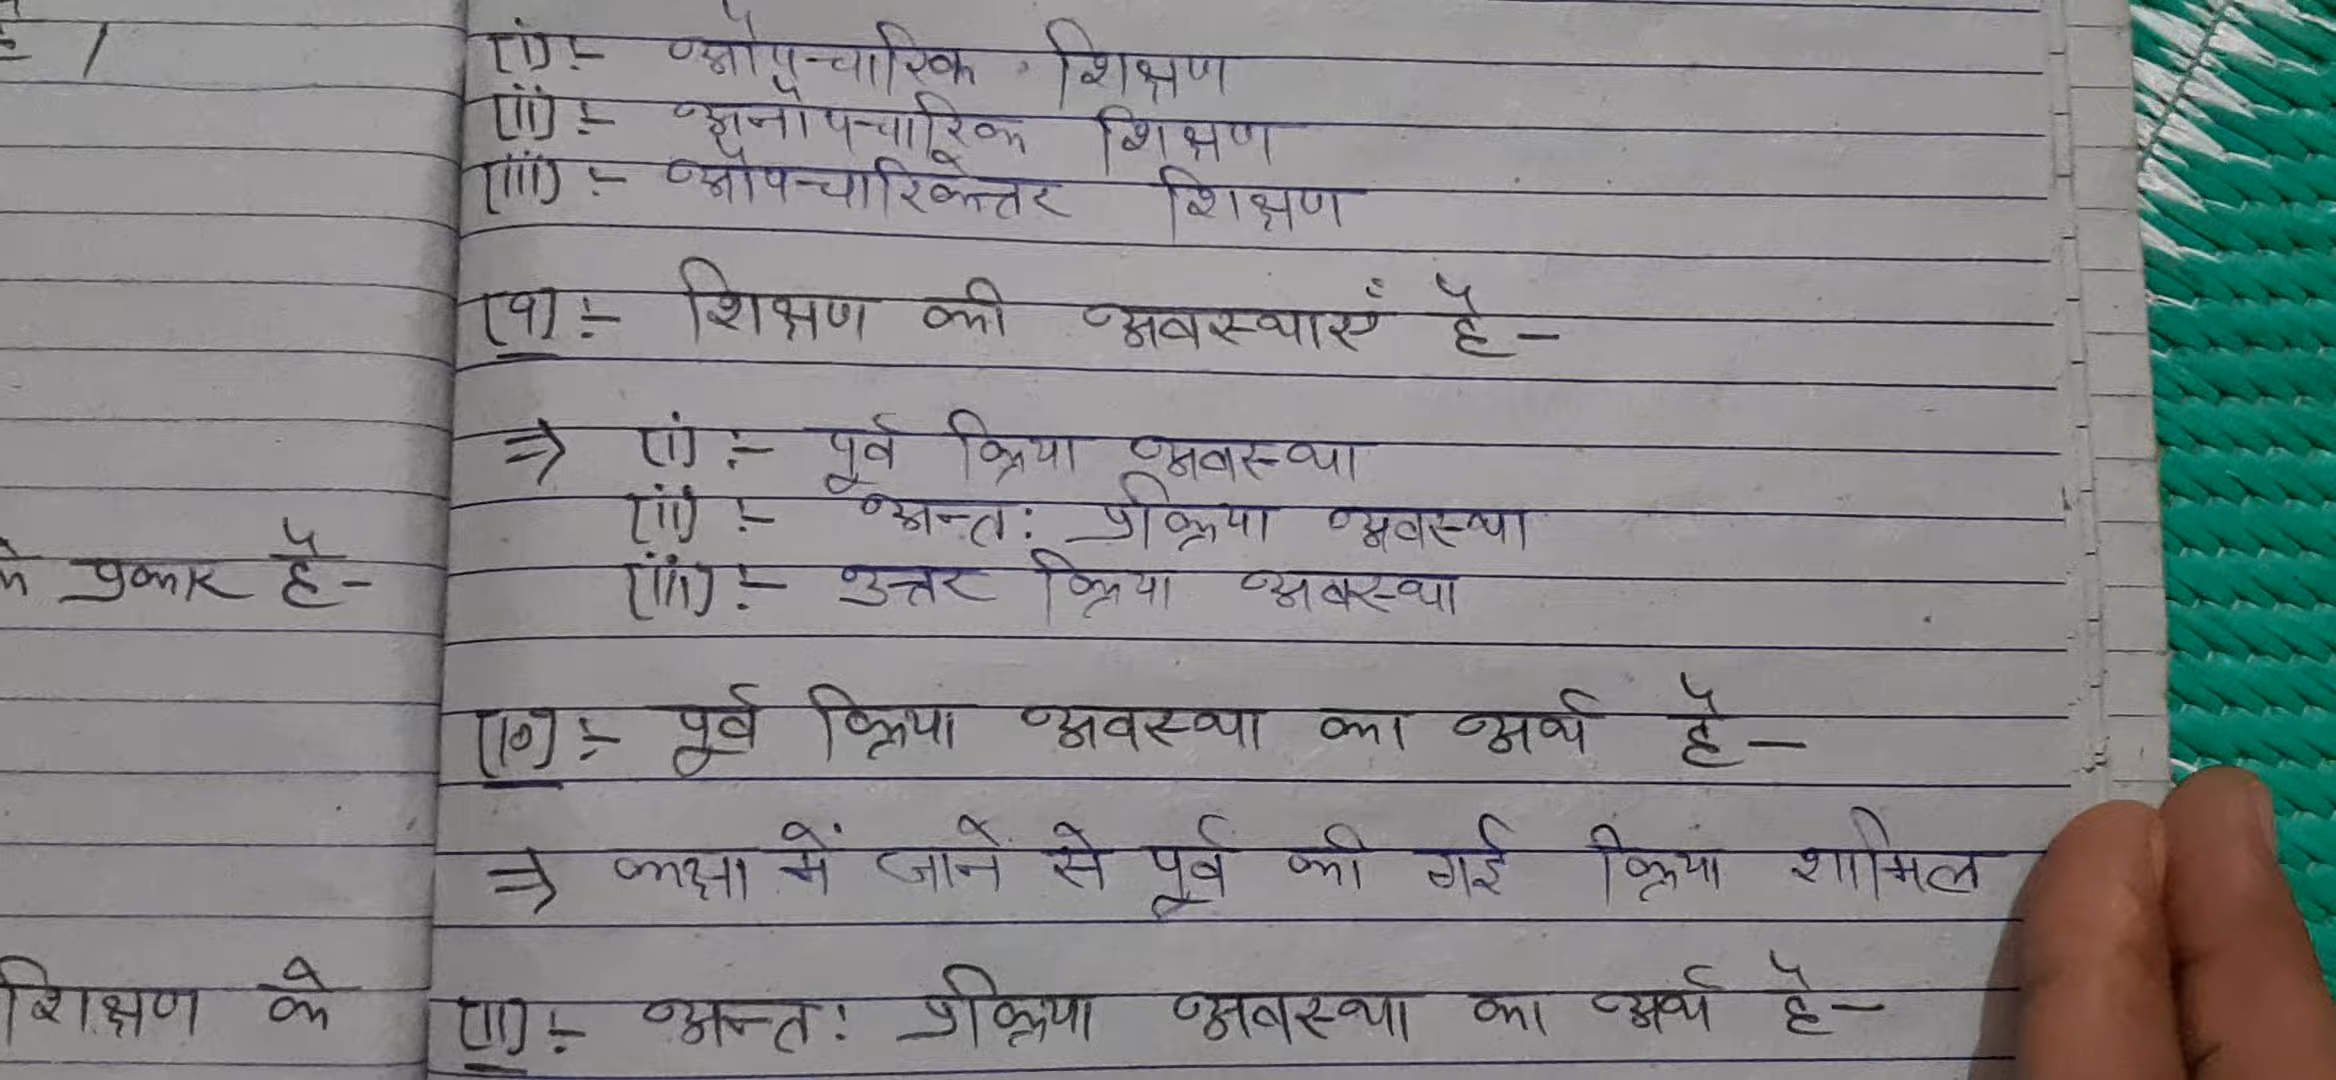 है।
(i):- औपचारिक शिक्षण
(ii):- अनौपचारिक शिक्षण
(iii):- औपचारिकेत्तर शिक्षण
(9):- शिक्षण की अवस्थाएँ है -
⇒ (i):- पूर्व क्रिया अवस्था
(ii):- अन्त: प्रक्रिया अवस्था
(iii):- उत्तर क्रिया अवस्था
के प्रकार है -
(10):- पूर्व क्रिया अवस्था का अर्थ है -
⇒ कक्षा में जाने से पूर्व की गई क्रिया शामिल
शिक्षण के
(11):- अन्त: प्रक्रिया अवस्था का अर्थ है -